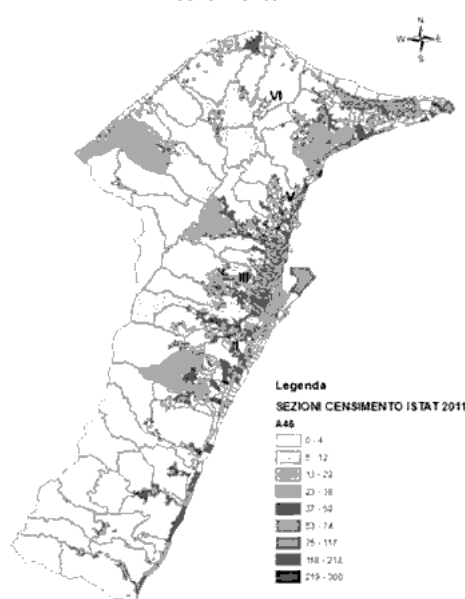 N
W E
S
VI
V
III
II
I
Legenda
SEZIONI CENSIMENTO ISTAT 2011
A46
0 - 4
5 - 12
13 - 22
23 - 36
37 - 52
53 - 74
75 - 117
118 - 218
219 - 300